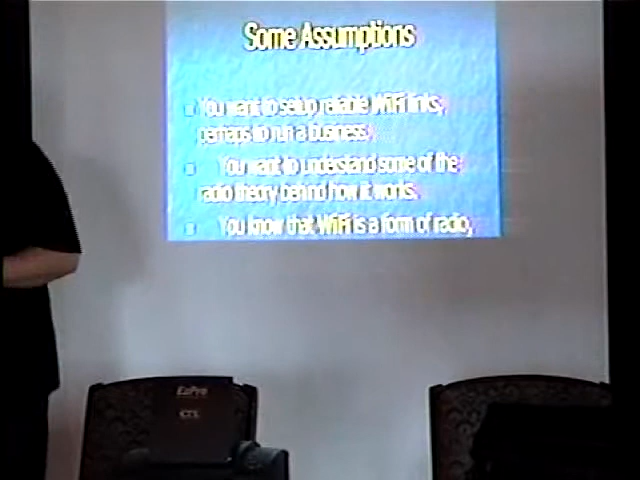 Some Assumptions
You want to setup reliable WiFi links,
perhaps to run a business.
You want to understand some of the
radio theory behind how it works.
You know that WiFi is a form of radio,
EzPro